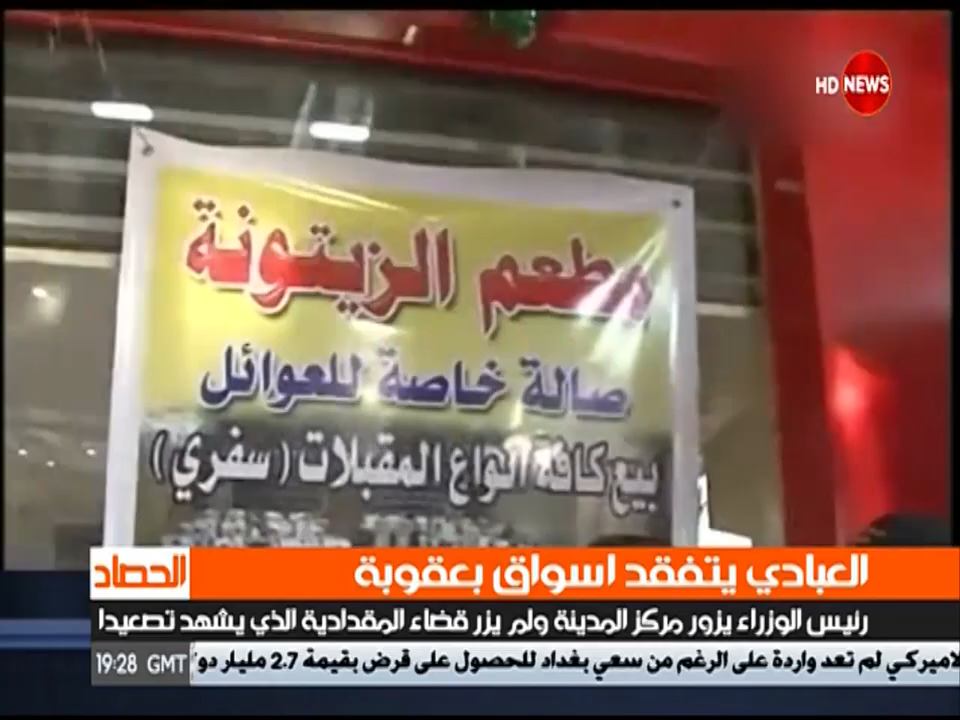 HD NEWS
مطعم الزيتونة
صالة خاصة للعوائل
بيع كافة انواع المقبلات (سفري)
العبادي يتفقد اسواق بعقوبة
الحصاد
رئيس الوزراء يزور مركز المدينة ولم يزر قضاء المقدادية الذي يشهد تصعيدا
لاميركي لم تعد واردة على الرغم من سعي بغداد للحصول على قرض بقيمة 2.7 مليار دو
19:28 GMT